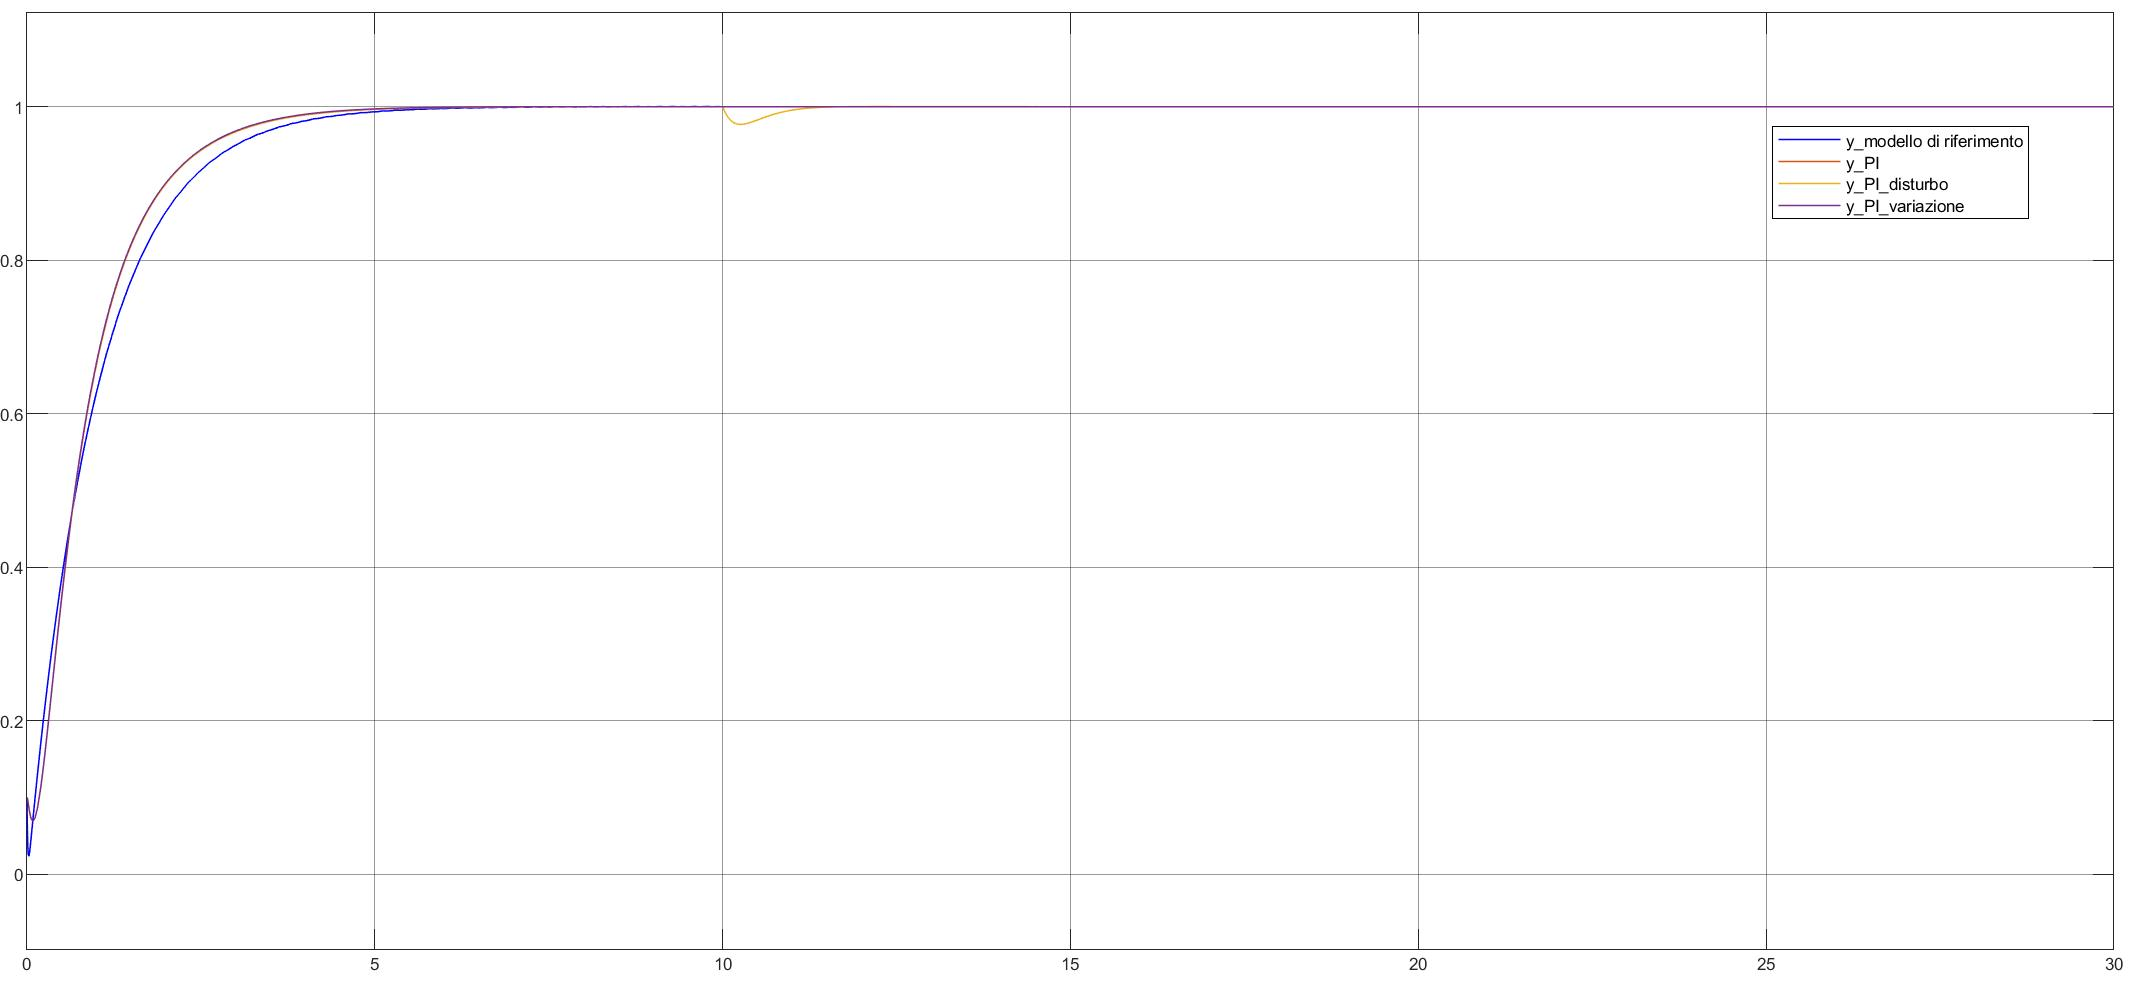 1
0.8
0.6
0.4
0.2
0
0 5 10 15 20 25 30
y_modello di riferimento
y_PI
y_PI_disturbo
y_PI_variazione